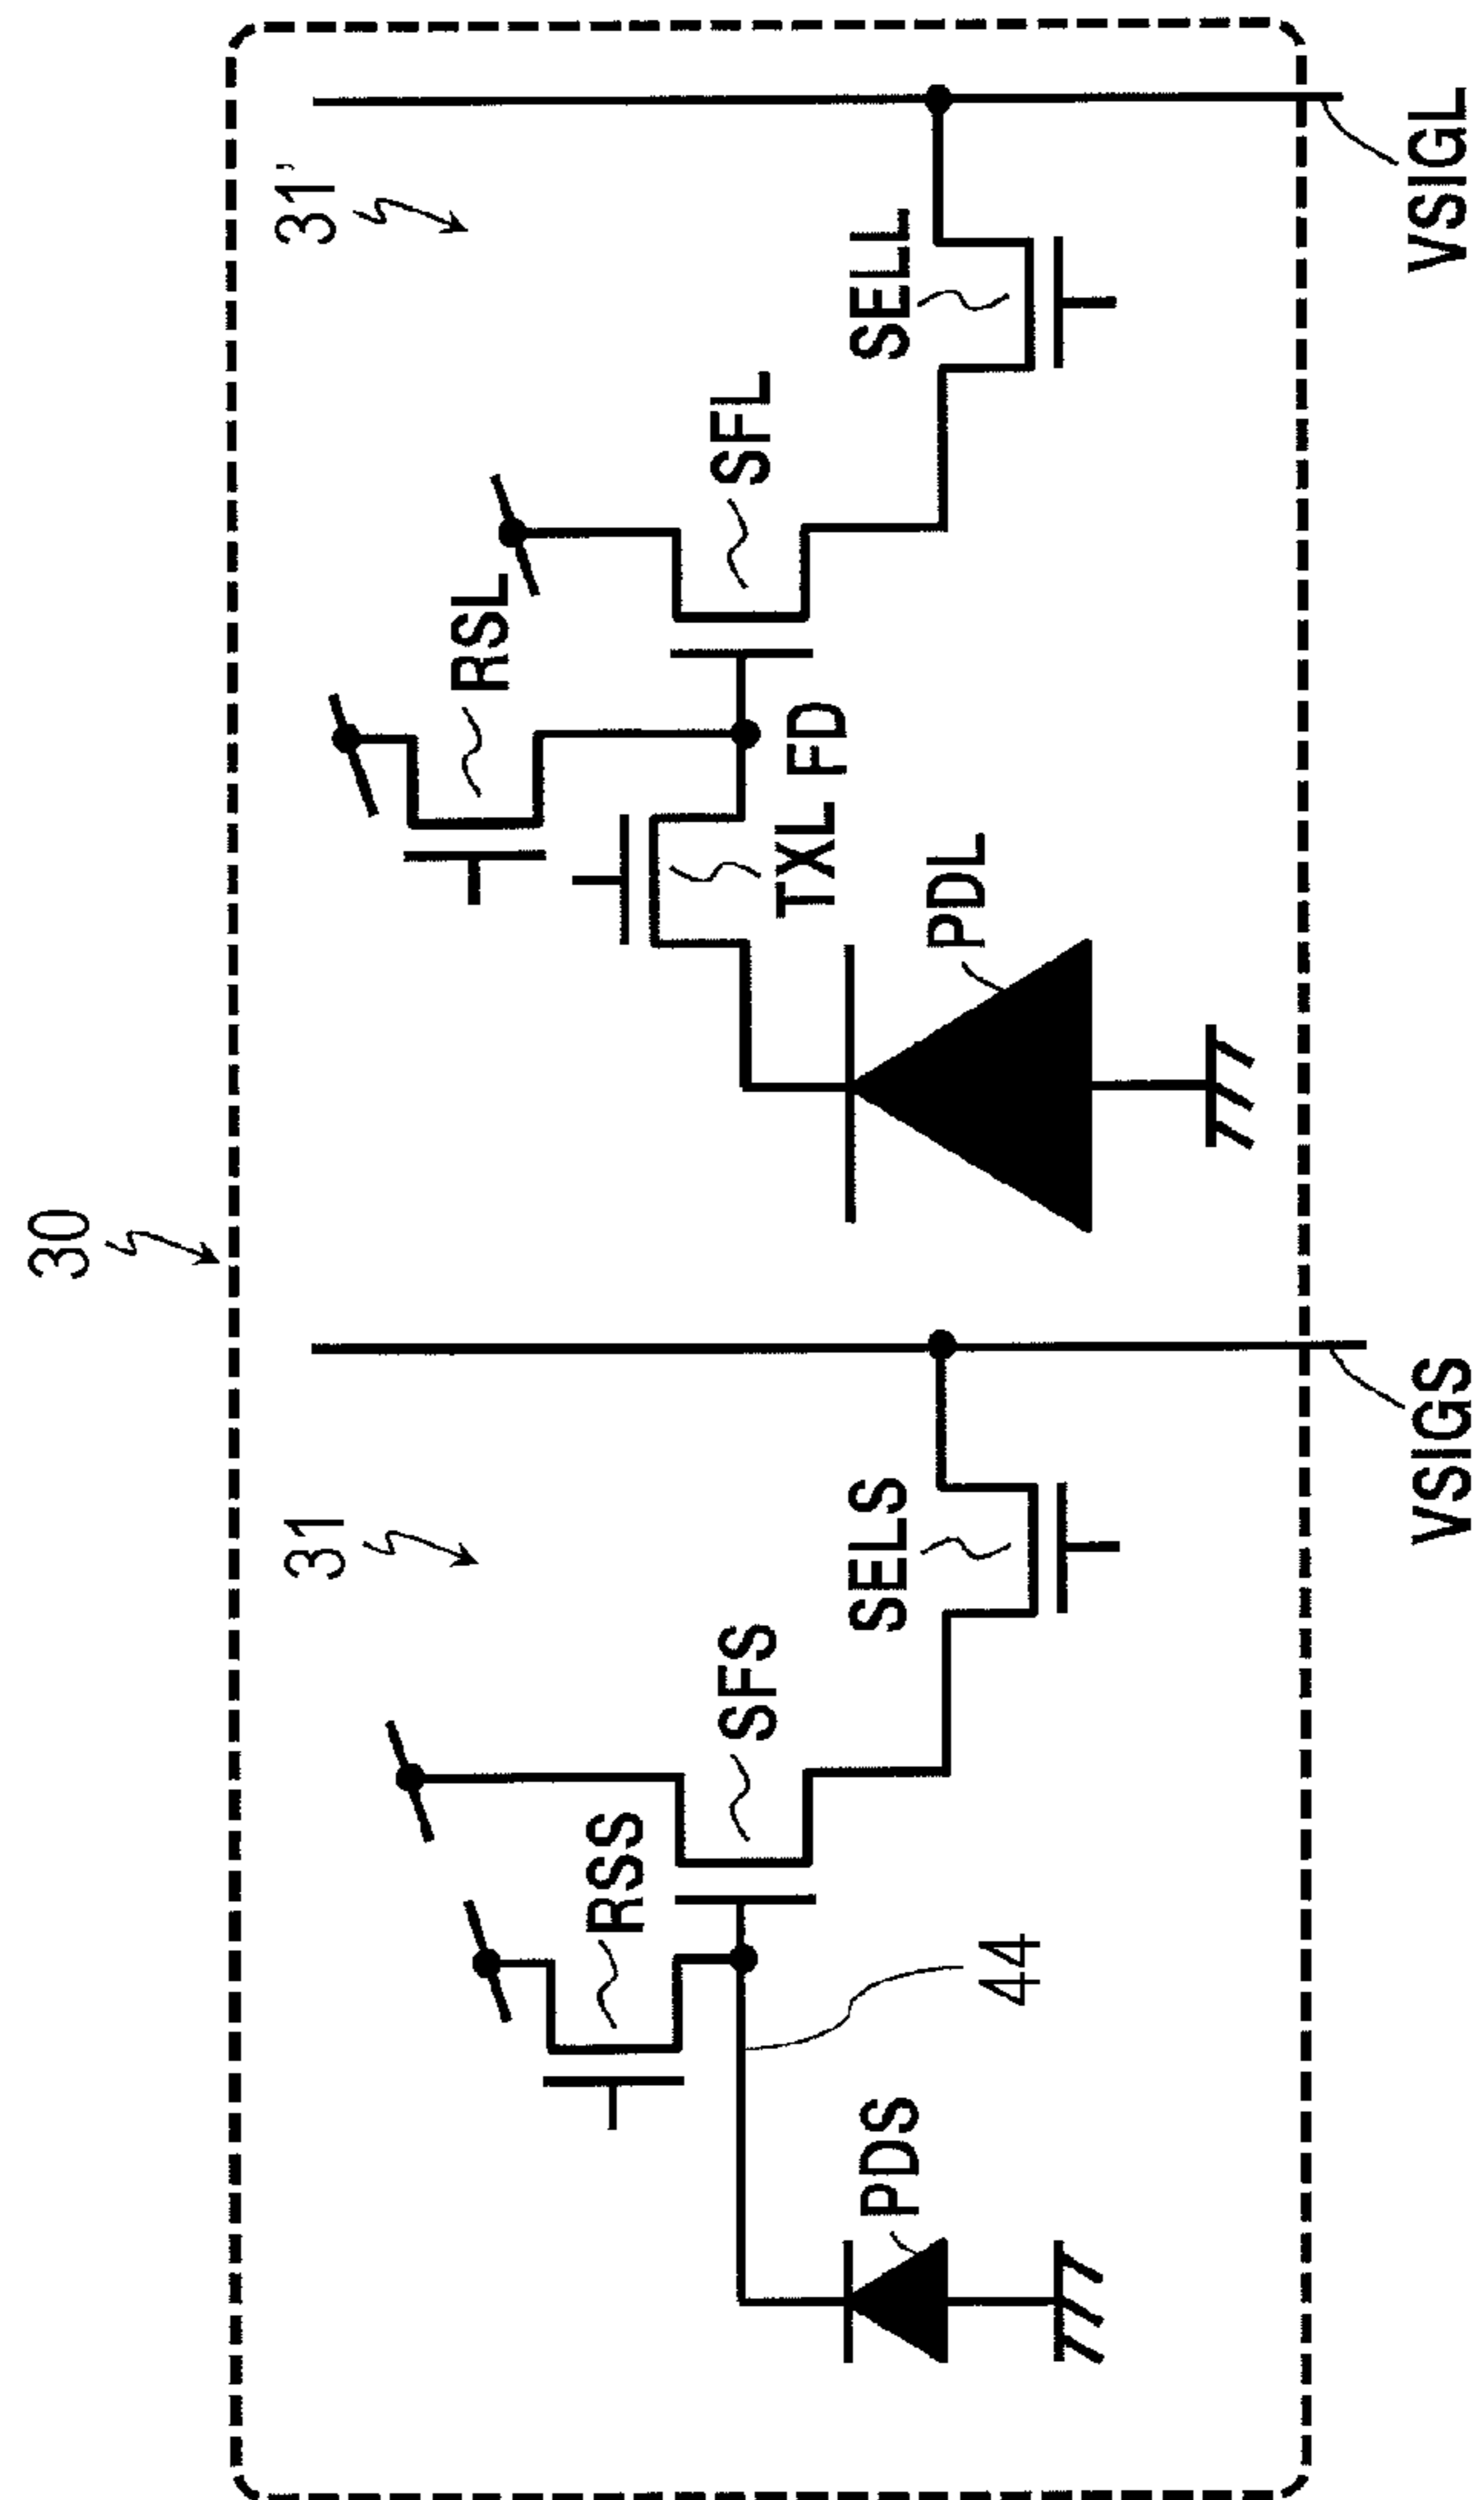 30
31
31'
RSS
SFS
SELS
PDS
44
VSIGS
RSL
SFL
SELL
TXL
FD
PDL
VSIGL